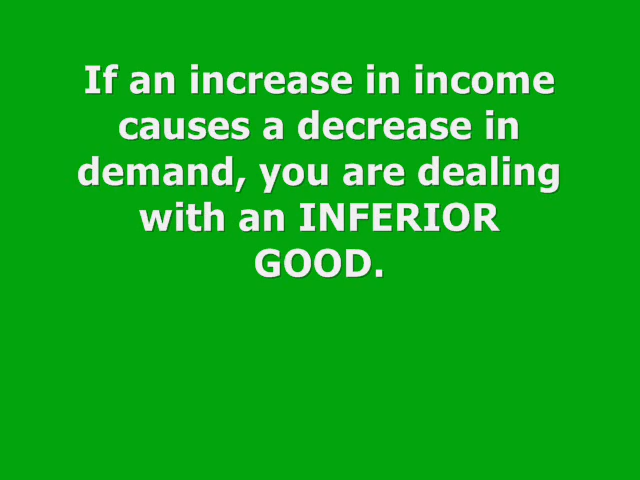 If an increase in income
causes a decrease in
demand, you are dealing
with an INFERIOR
GOOD.